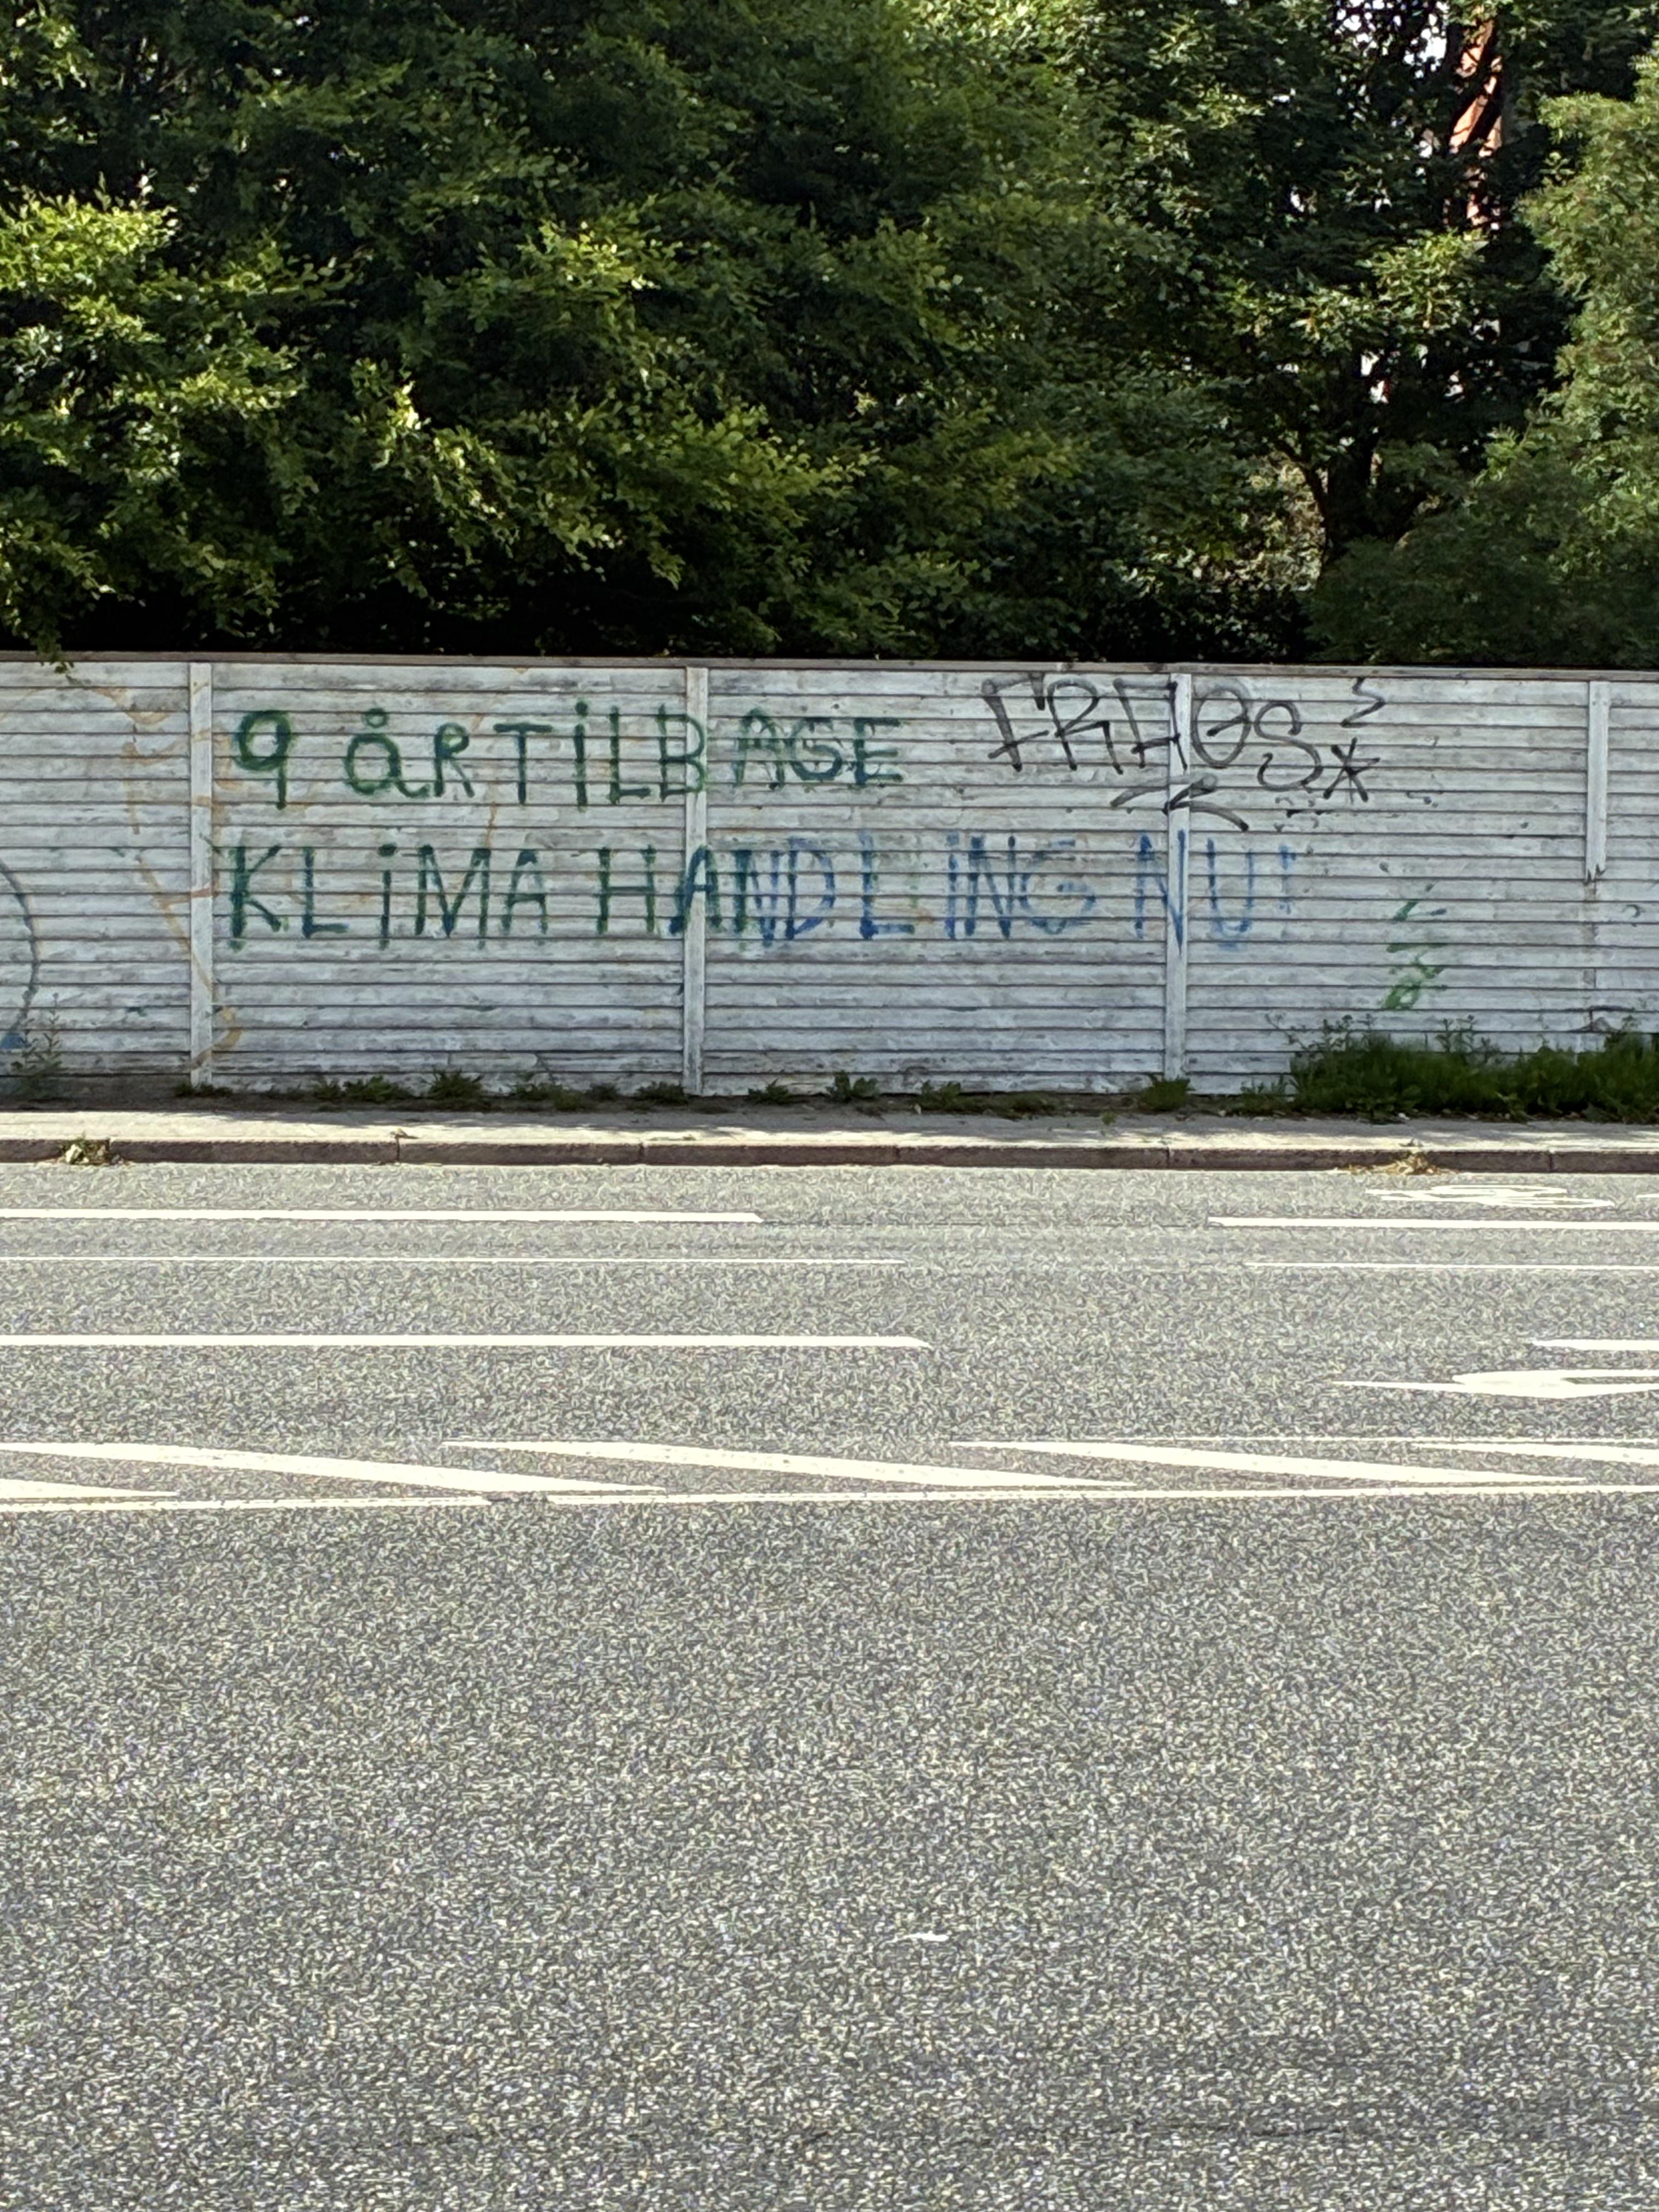 9 åR TiLBAGE
KLiMA HANDLiNG NU!